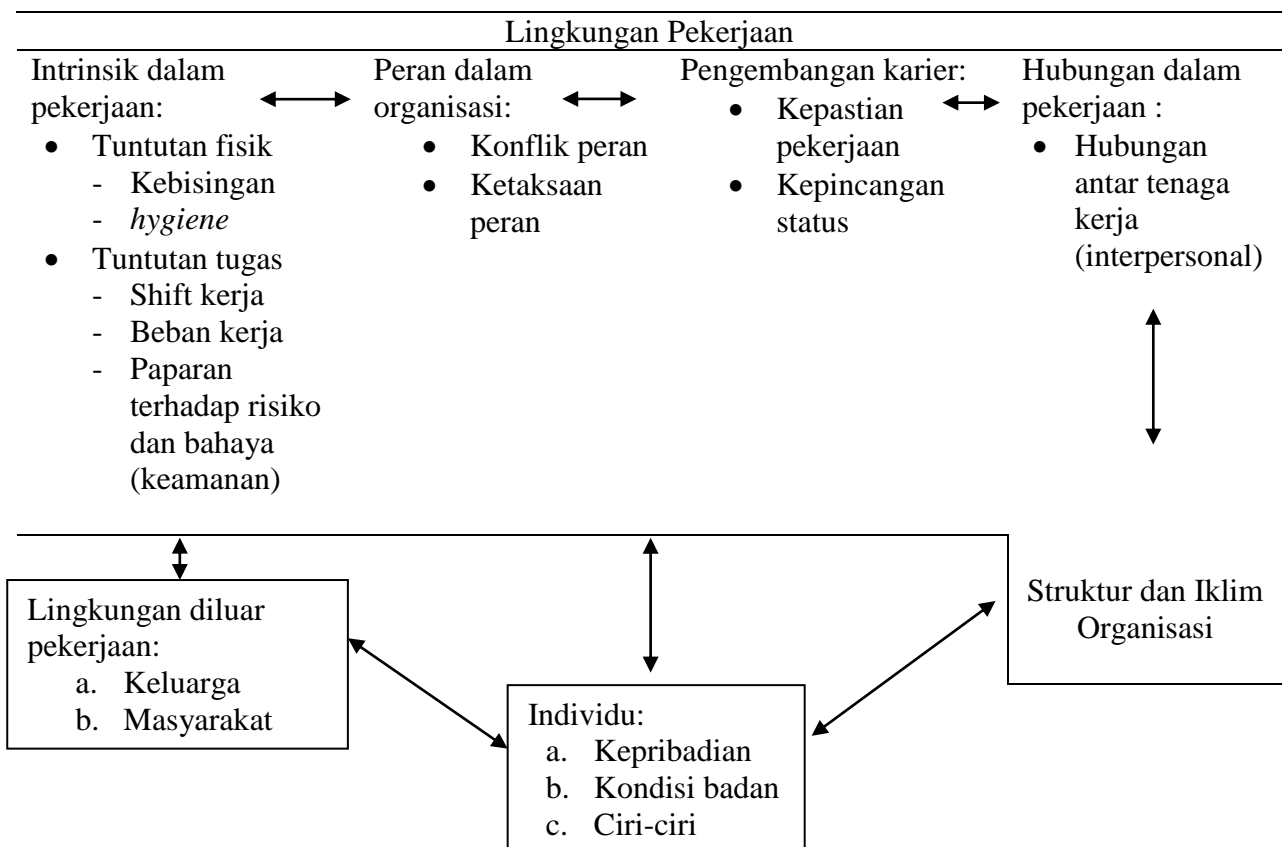 Lingkungan Pekerjaan
Intrinsik dalam
pekerjaan:
• Tuntutan fisik
- Kebisingan
- hygiene
• Tuntutan tugas
- Shift kerja
- Beban kerja
- Paparan
terhadap risiko
dan bahaya
(keamanan)
Peran dalam
organisasi:
• Konflik peran
• Ketaksaan
peran
Pengembangan karier:
• Kepastian
pekerjaan
• Kepincangan
status
Hubungan dalam
pekerjaan :
• Hubungan
antar tenaga
kerja
(interpersonal)
Lingkungan diluar
pekerjaan:
a. Keluarga
b. Masyarakat
Individu:
a. Kepribadian
b. Kondisi badan
c. Ciri-ciri
Struktur dan Iklim
Organisasi